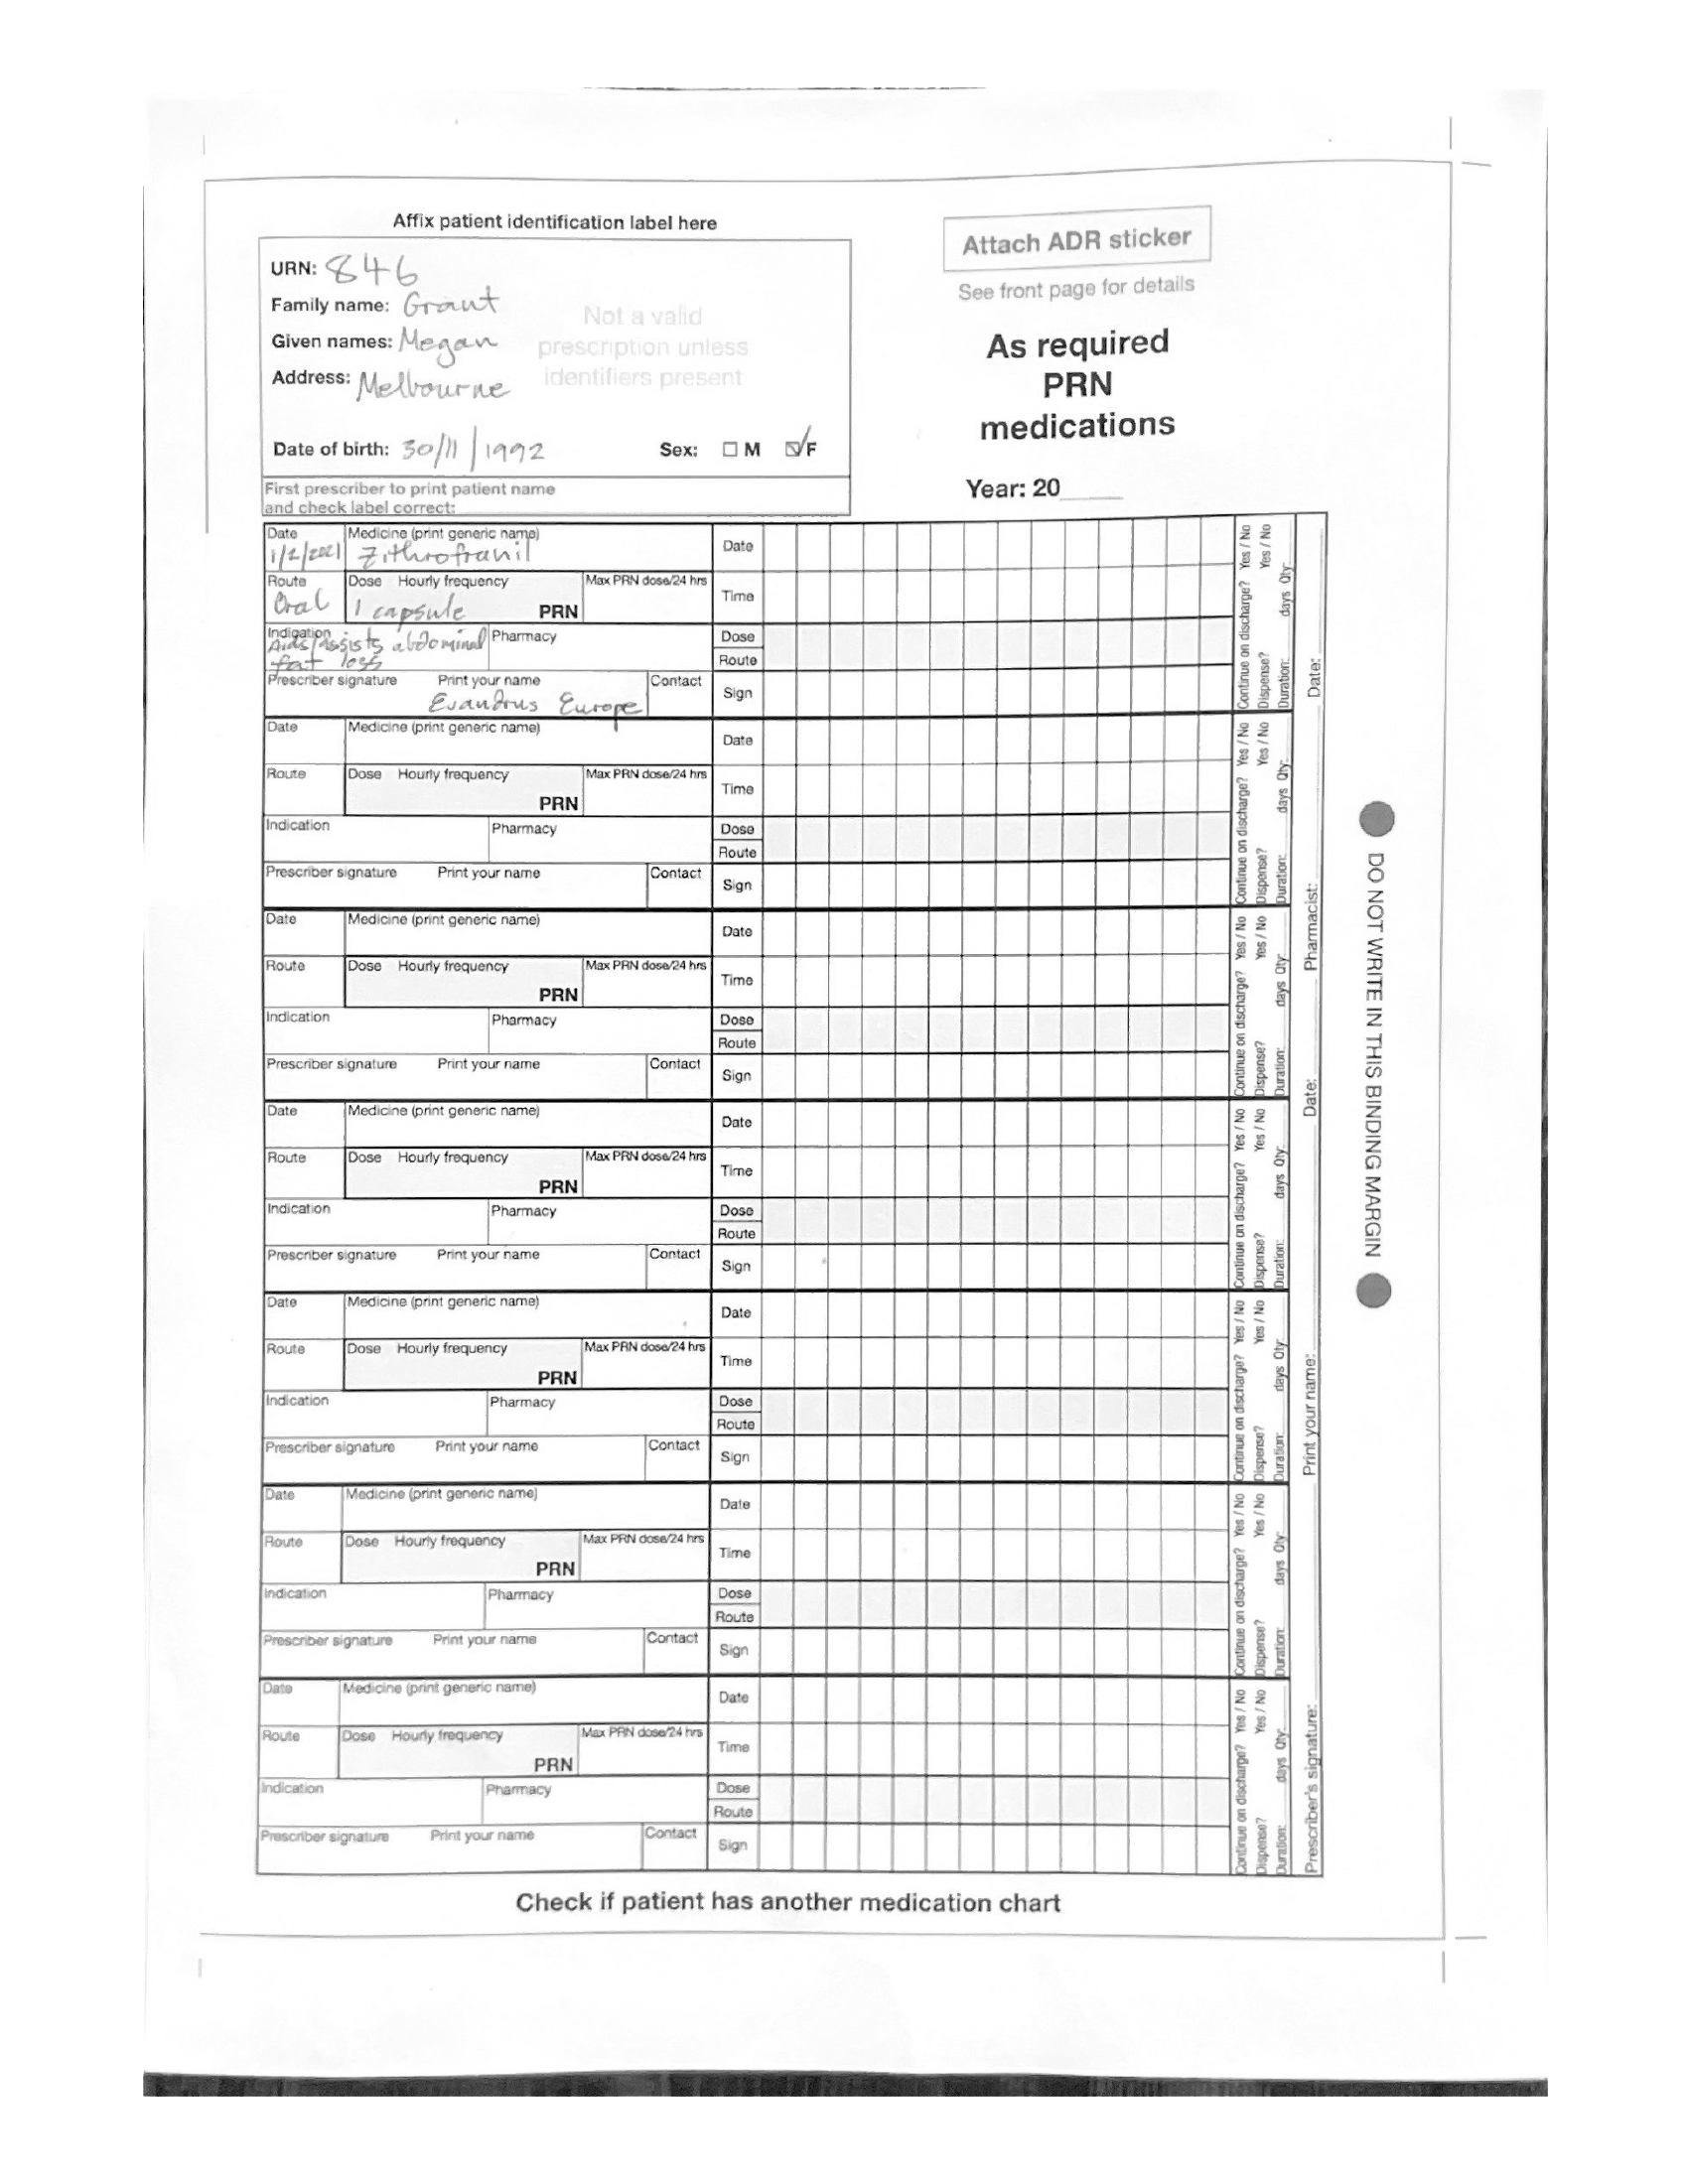 Affix patient identification label here
URN: 846
Family name: Grant
Given names: Megan
Address: Melbourne
Not a valid
prescription unless
identifiers present
Date of birth: 30/11/1992 Sex: M F
First prescriber to print patient name
and check label correct:
Attach ADR sticker
See front page for details
As required
PRN
medications
Year: 20
Date Medicine (print generic name) Date
1/2/2021 Zithrofranil
Route Dose Hourly frequency Max PRN dose/24 hrs Time
Oral 1 capsule PRN
Indication Pharmacy Dose
Aids/assists abdominal
fat loss Route
Prescriber signature Print your name Contact Sign
Evandrus Europe
Continue on discharge? Yes / No
Dispense? Yes / No
Duration: days Qty:
Date Medicine (print generic name) Date
Route Dose Hourly frequency Max PRN dose/24 hrs Time
PRN
Indication Pharmacy Dose
Route
Prescriber signature Print your name Contact Sign
Continue on discharge? Yes / No
Dispense? Yes / No
Duration: days Qty:
Date Medicine (print generic name) Date
Route Dose Hourly frequency Max PRN dose/24 hrs Time
PRN
Indication Pharmacy Dose
Route
Prescriber signature Print your name Contact Sign
Continue on discharge? Yes / No
Dispense? Yes / No
Duration: days Qty:
Date Medicine (print generic name) Date
Route Dose Hourly frequency Max PRN dose/24 hrs Time
PRN
Indication Pharmacy Dose
Route
Prescriber signature Print your name Contact Sign
Continue on discharge? Yes / No
Dispense? Yes / No
Duration: days Qty:
Date Medicine (print generic name) Date
Route Dose Hourly frequency Max PRN dose/24 hrs Time
PRN
Indication Pharmacy Dose
Route
Prescriber signature Print your name Contact Sign
Continue on discharge? Yes / No
Dispense? Yes / No
Duration: days Qty:
Date Medicine (print generic name) Date
Route Dose Hourly frequency Max PRN dose/24 hrs Time
PRN
Indication Pharmacy Dose
Route
Prescriber signature Print your name Contact Sign
Continue on discharge? Yes / No
Dispense? Yes / No
Duration: days Qty:
Date Medicine (print generic name) Date
Route Dose Hourly frequency Max PRN dose/24 hrs Time
PRN
Indication Pharmacy Dose
Route
Prescriber signature Print your name Contact Sign
Continue on discharge? Yes / No
Dispense? Yes / No
Duration: days Qty:
Prescriber's signature: Print your name: Date: Pharmacist: Date:
DO NOT WRITE IN THIS BINDING MARGIN
Check if patient has another medication chart